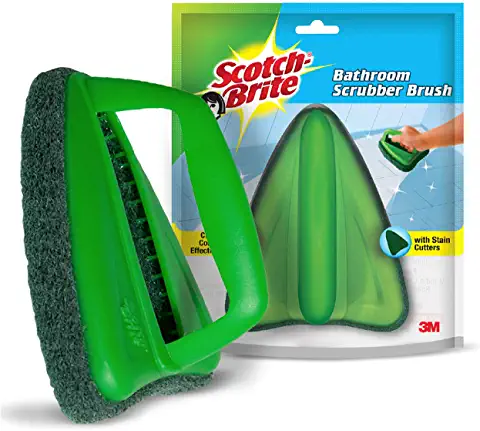 Scotch-
Brite
Bathroom
Scrubber Brush
with Stain
Cutters
3M